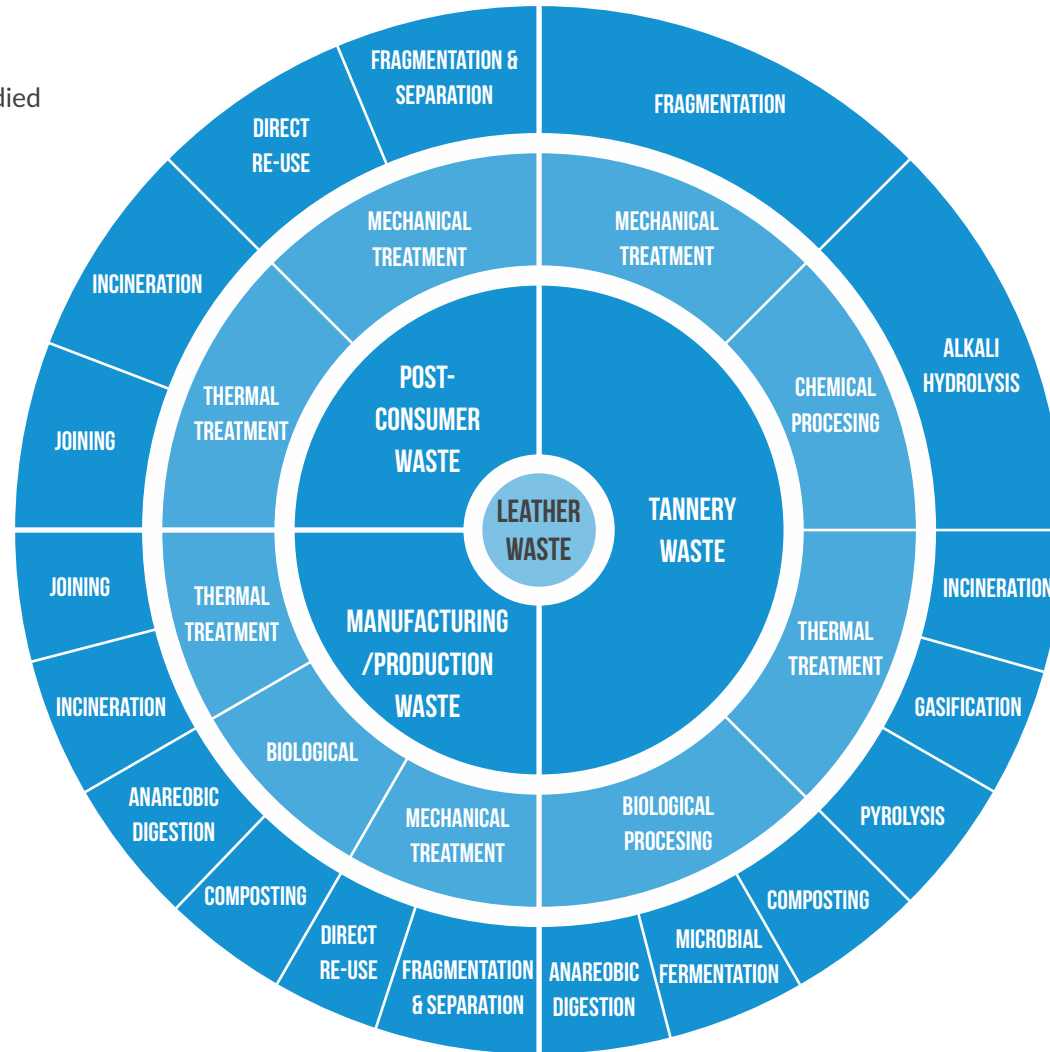 died
FRAGMENTATION &
SEPARATION
FRAGMENTATION
DIRECT
RE-USE
MECHANICAL
TREATMENT
MECHANICAL
TREATMENT
INCINERATION
ALKALI
HYDROLYSIS
POST-
CONSUMER
WASTE
THERMAL
TREATMENT
CHEMICAL
PROCESING
JOINING
LEATHER
WASTE
TANNERY
WASTE
JOINING
THERMAL
TREATMENT
INCINERATION
MANUFACTURING
/PRODUCTION
WASTE
THERMAL
TREATMENT
INCINERATION
GASIFICATION
BIOLOGICAL
ANAREOBIC
DIGESTION
MECHANICAL
TREATMENT
BIOLOGICAL
PROCESING
PYROLYSIS
COMPOSTING
COMPOSTING
DIRECT
RE-USE
MICROBIAL
FERMENTATION
FRAGMENTATION
& SEPARATION
ANAREOBIC
DIGESTION